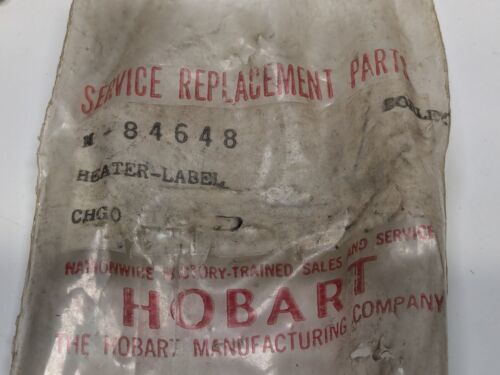 SERVICE REPLACEMENT PARTS
M-84648
HEATER-LABEL
CHGO
NATIONWIDE FACTORY-TRAINED SALES AND SERVICE
HOBART
THE HOBART MANUFACTURING COMPANY